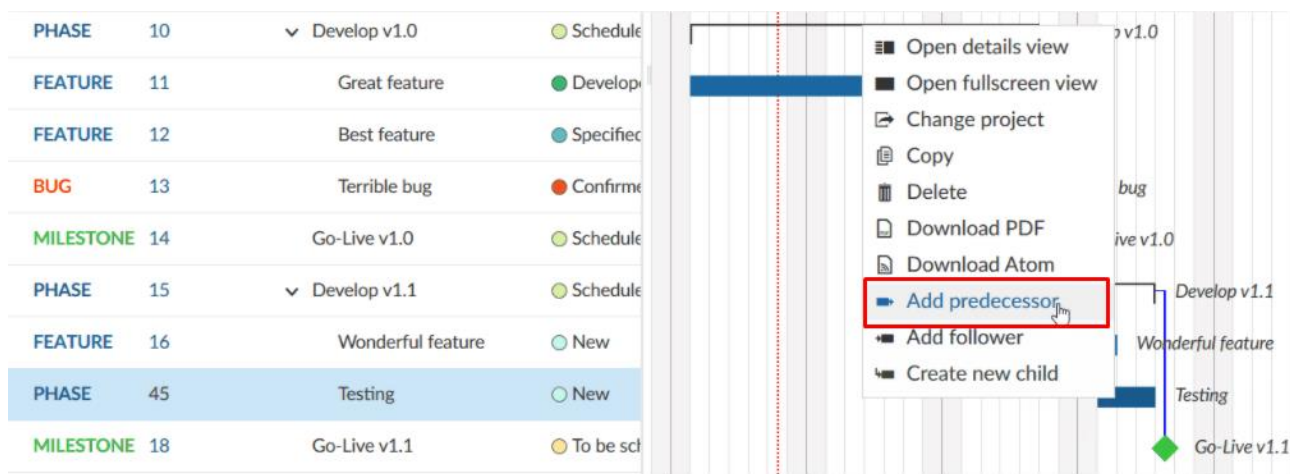 PHASE 10 Develop v1.0 Schedule v1.0
Open details view
FEATURE 11 Great feature Develop
Open fullscreen view
Change project
FEATURE 12 Best feature Specified
Copy
BUG 13 Terrible bug Confirme bug
Delete
Download PDF
MILESTONE 14 Go-Live v1.0 Schedule ive v1.0
Download Atom
PHASE 15 Develop v1.1 Schedule Develop v1.1
Add predecessor
FEATURE 16 Wonderful feature New Wonderful feature
Add follower
Create new child
PHASE 45 Testing New Testing
MILESTONE 18 Go-Live v1.1 To be sch Go-Live v1.1